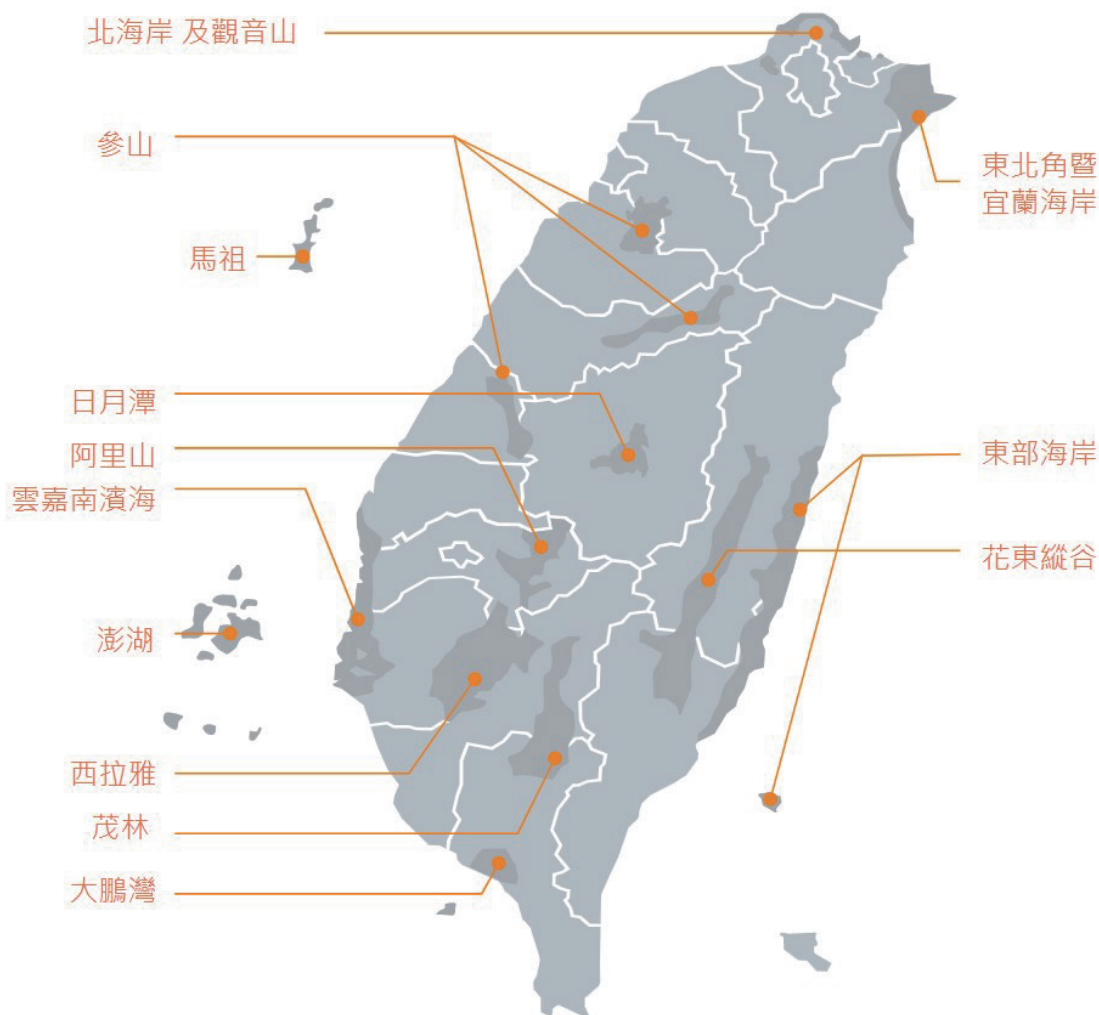 北海岸 及觀音山
參山
東北角暨
宜蘭海岸
馬祖
日月潭
阿里山
雲嘉南濱海
東部海岸
花東縱谷
澎湖
西拉雅
茂林
大鵬灣